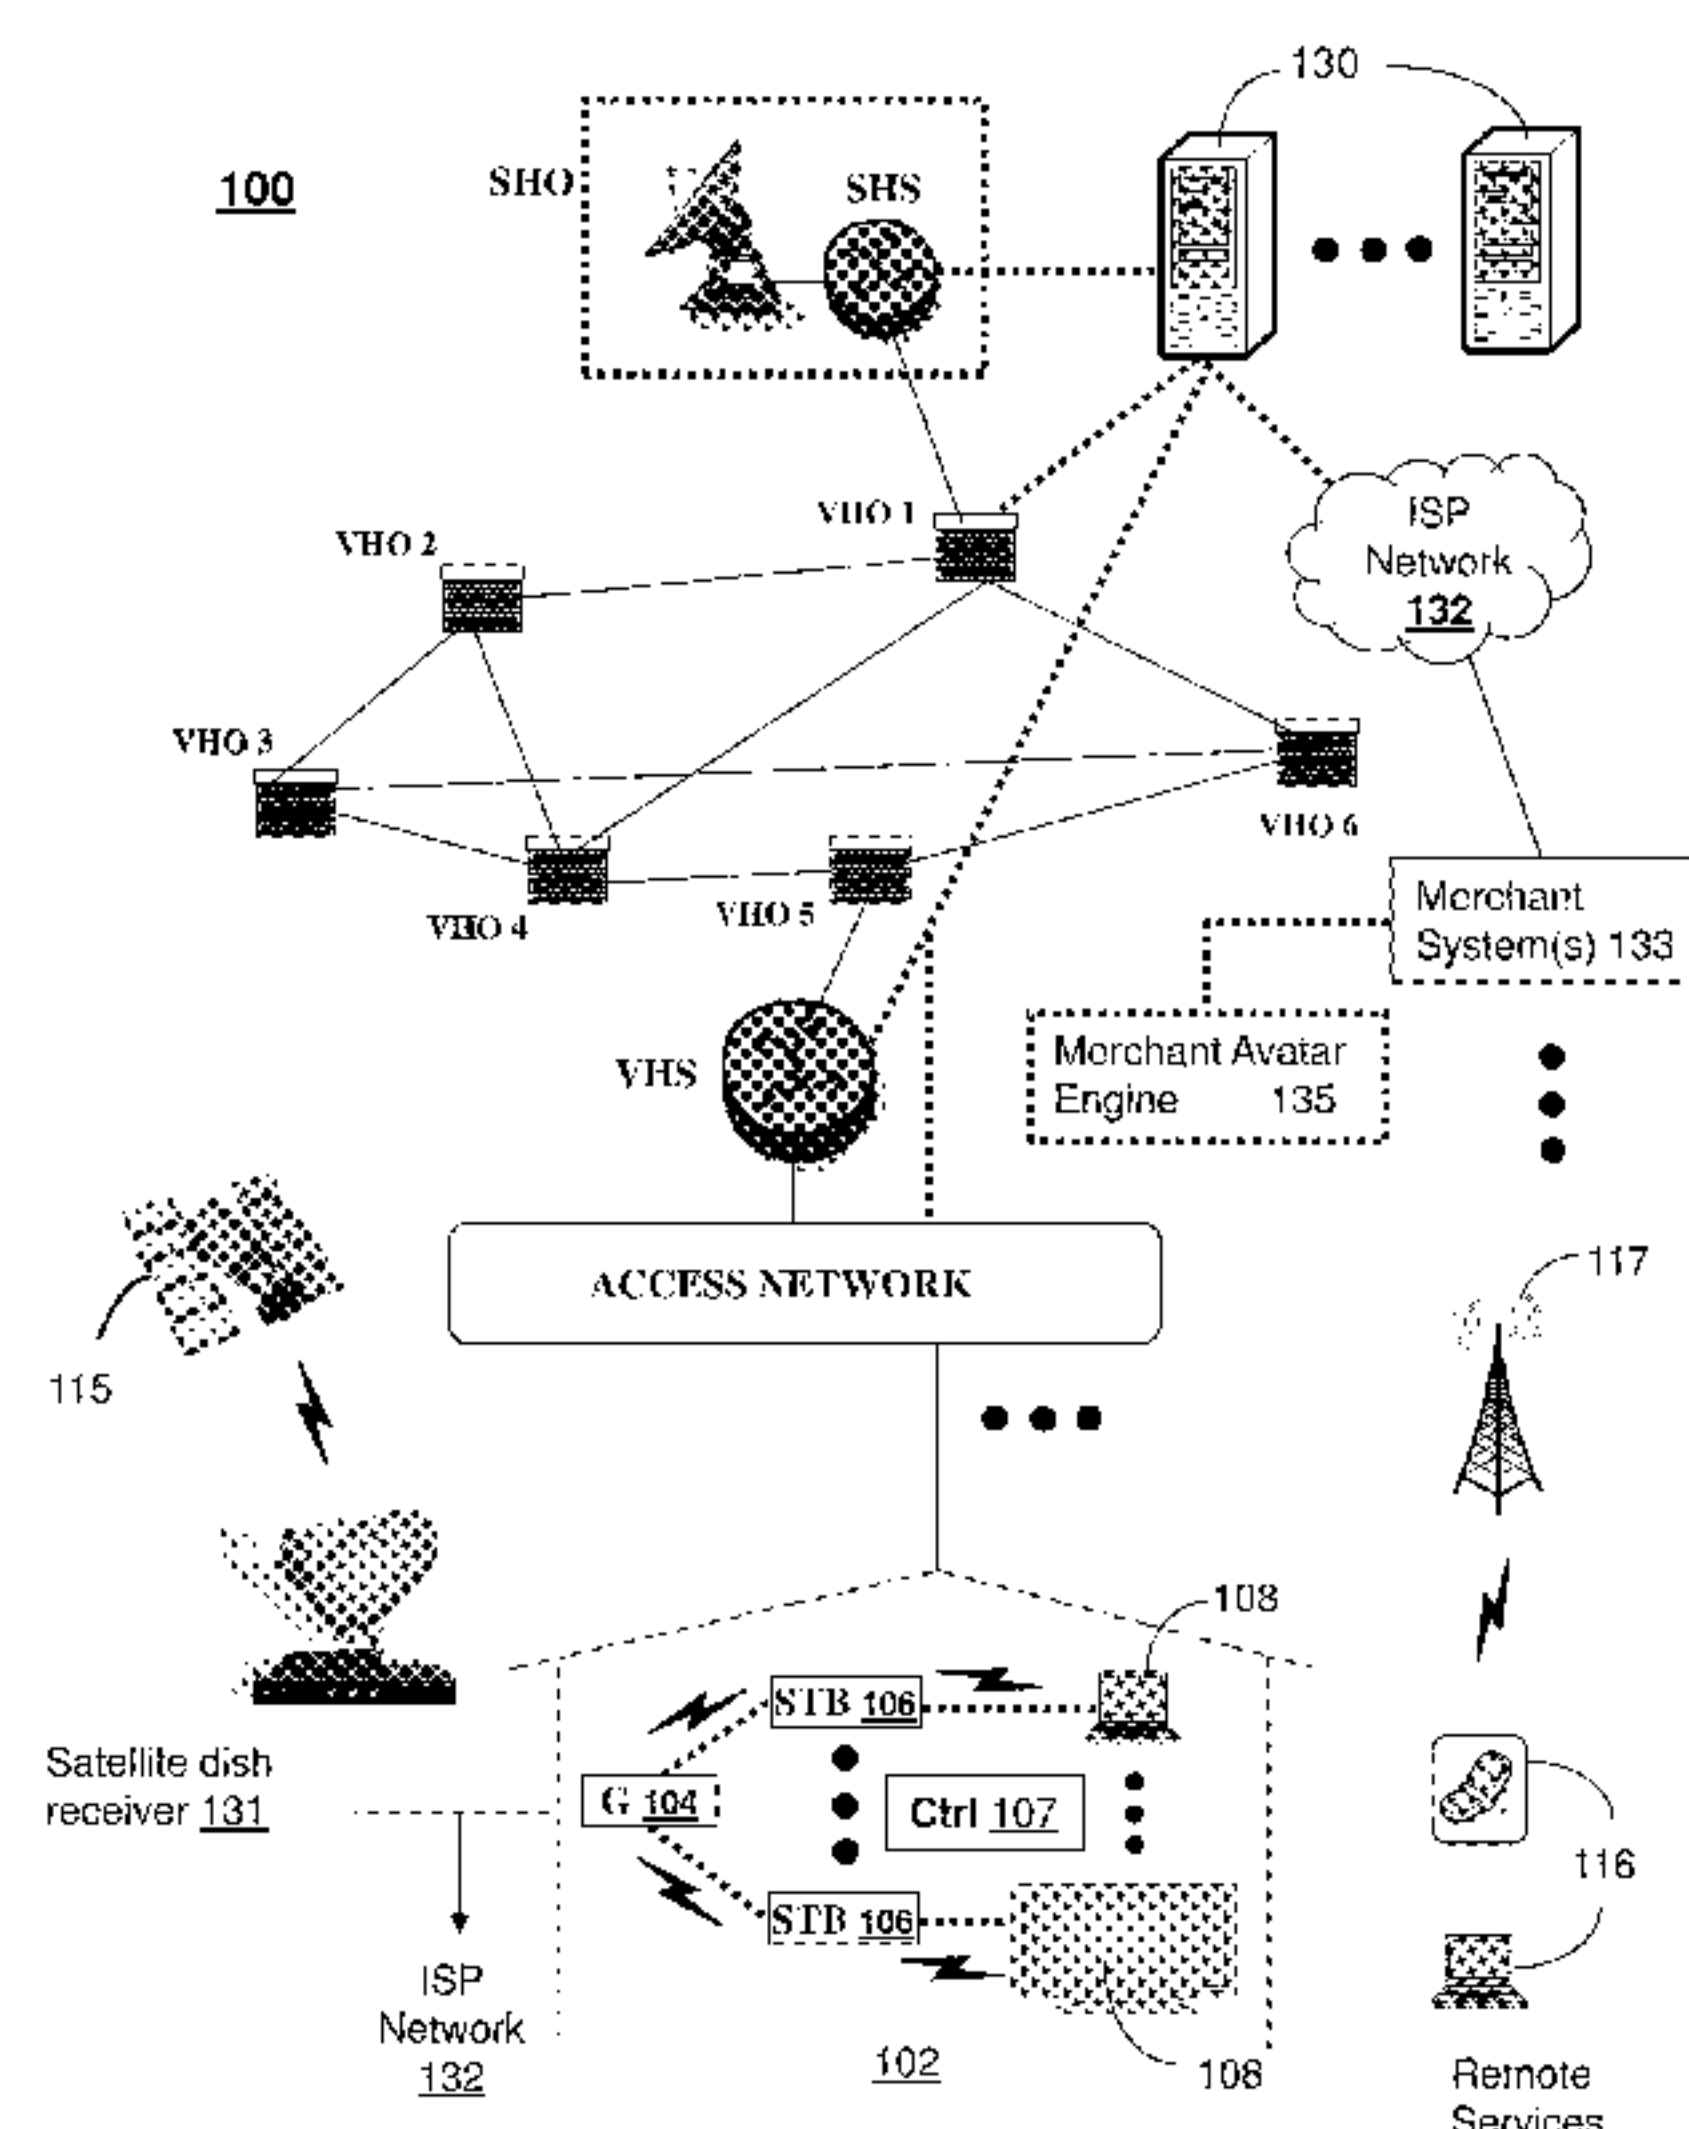 130
100
SHO
SHS
VHO 1
ISP
Network
132
VHO 2
VHO 3
VHO 6
VHO 4
VHO 5
Merchant
System(s) 133
Merchant Avatar
Engine 135
VHS
ACCESS NETWORK
117
115
108
STB 106
Satellite dish
receiver 131
G 104
Ctrl 107
116
STB 106
ISP
Network
132
102
108
Remote
Services